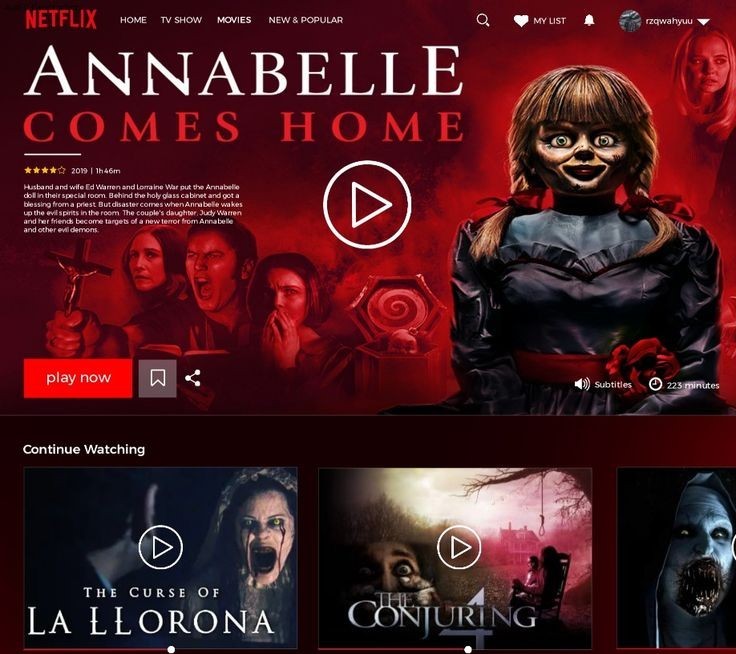 NETFLIX
HOME TV SHOW MOVIES NEW & POPULAR MY LIST rzqwahyuu
ANNABELLE
COMES HOME
2019 | 1h46m
Husband and wife Ed Warren and Lorraine War put the Annabelle
doll in their special room. Behind the holy glass cabinet and got a
blessing from a priest. But disaster comes when Annabelle wakes
up the evil spirits in the room. The couple's daughter, Judy Warren
and her friends become targets of a new terror from Annabelle
and other evil demons.
play now
Subtitles 223 minutes
Continue Watching
THE CURSE OF
LA LLORONA
THE
CONJURING
4